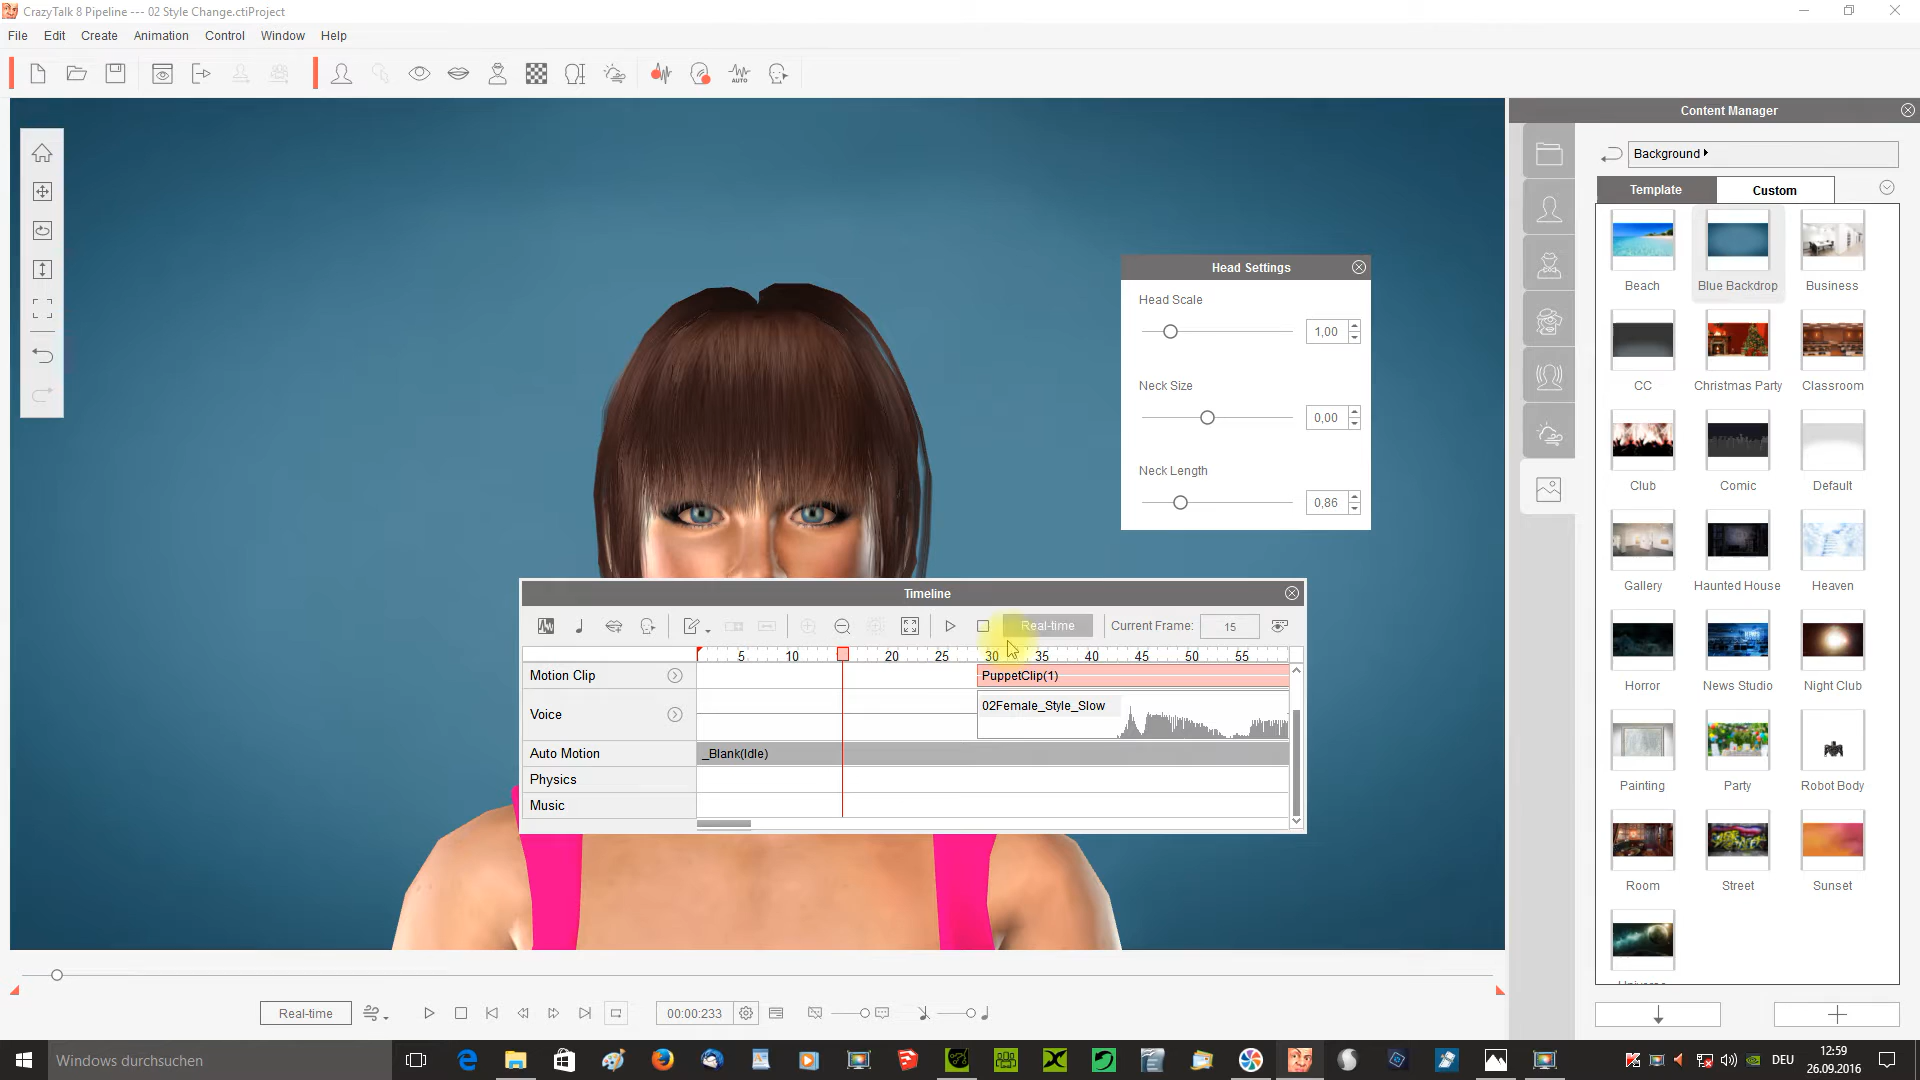 CrazyTalk 8 Pipeline --- 02 Style Change.ctiProject
File Edit Create Animation Control Window Help
AUTO
Content Manager
Background
Template Custom
Beach Blue Backdrop Business
CC Christmas Party Classroom
Club Comic Default
Gallery Haunted House Heaven
Horror News Studio Night Club
Painting Party Robot Body
Room Street Sunset
Head Settings
Head Scale
1,00
Neck Size
0,00
Neck Length
0,86
Timeline
Real-time Current Frame: 15
5 10 20 25 30 35 40 45 50 55
Motion Clip PuppetClip(1)
Voice 02Female_Style_Slow
Auto Motion _Blank(Idle)
Physics
Music
Real-time 00:00:233
Windows durchsuchen
DEU
12:59
26.09.2016